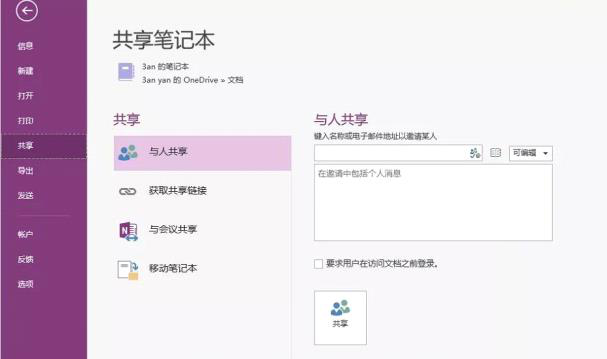 共享笔记本
3an 的笔记本
3an yan 的 OneDrive » 文档
信息
新建
打开
打印
共享
导出
发送
帐户
反馈
选项
共享
与人共享
获取共享链接
与会议共享
移动笔记本
与人共享
键入名称或电子邮件地址以邀请某人
可编辑
在邀请中包括个人消息
要求用户在访问文档之前登录。
共享